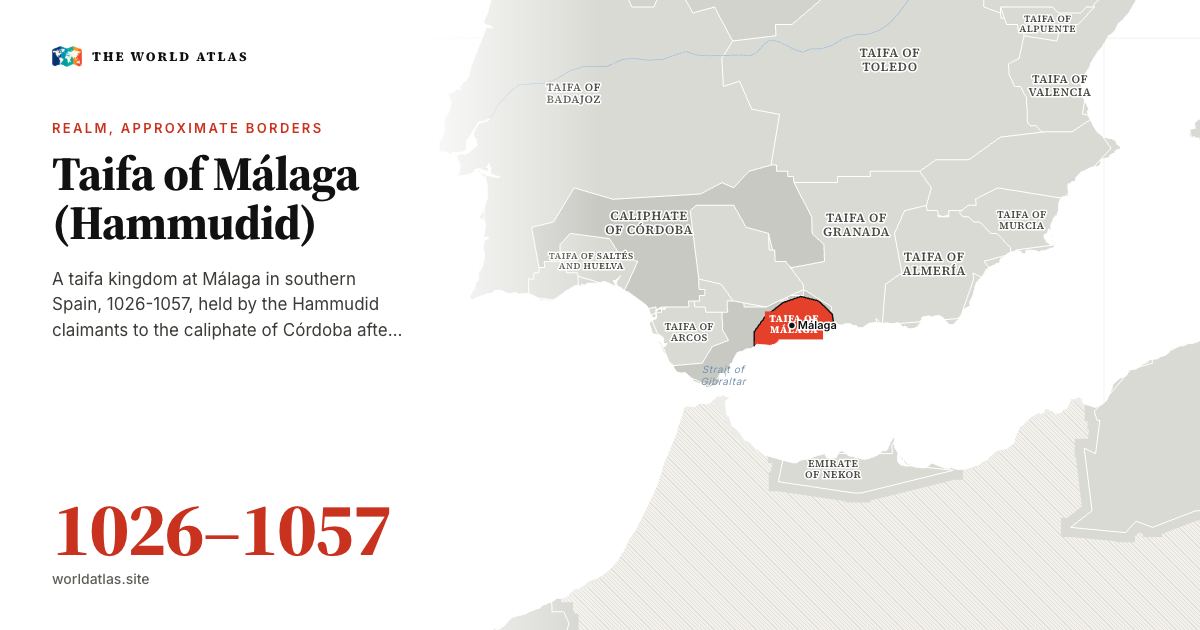 THE WORLD ATLAS
REALM, APPROXIMATE BORDERS
Taifa of Málaga
(Hammudid)
A taifa kingdom at Málaga in southern
Spain, 1026-1057, held by the Hammudid
claimants to the caliphate of Córdoba afte...
1026–1057
worldatlas.site
TAIFA OF
ALPUENTE
TAIFA OF
TOLEDO
TAIFA OF
VALENCIA
TAIFA OF
BADAJOZ
CALIPHATE
OF CÓRDOBA
TAIFA OF
GRANADA
TAIFA OF
MURCIA
TAIFA OF SALTÉS
AND HUELVA
TAIFA OF
ALMERÍA
TAIFA OF
MÁLAGA
Málaga
TAIFA OF
ARCOS
Strait of
Gibraltar
EMIRATE
OF NEKOR